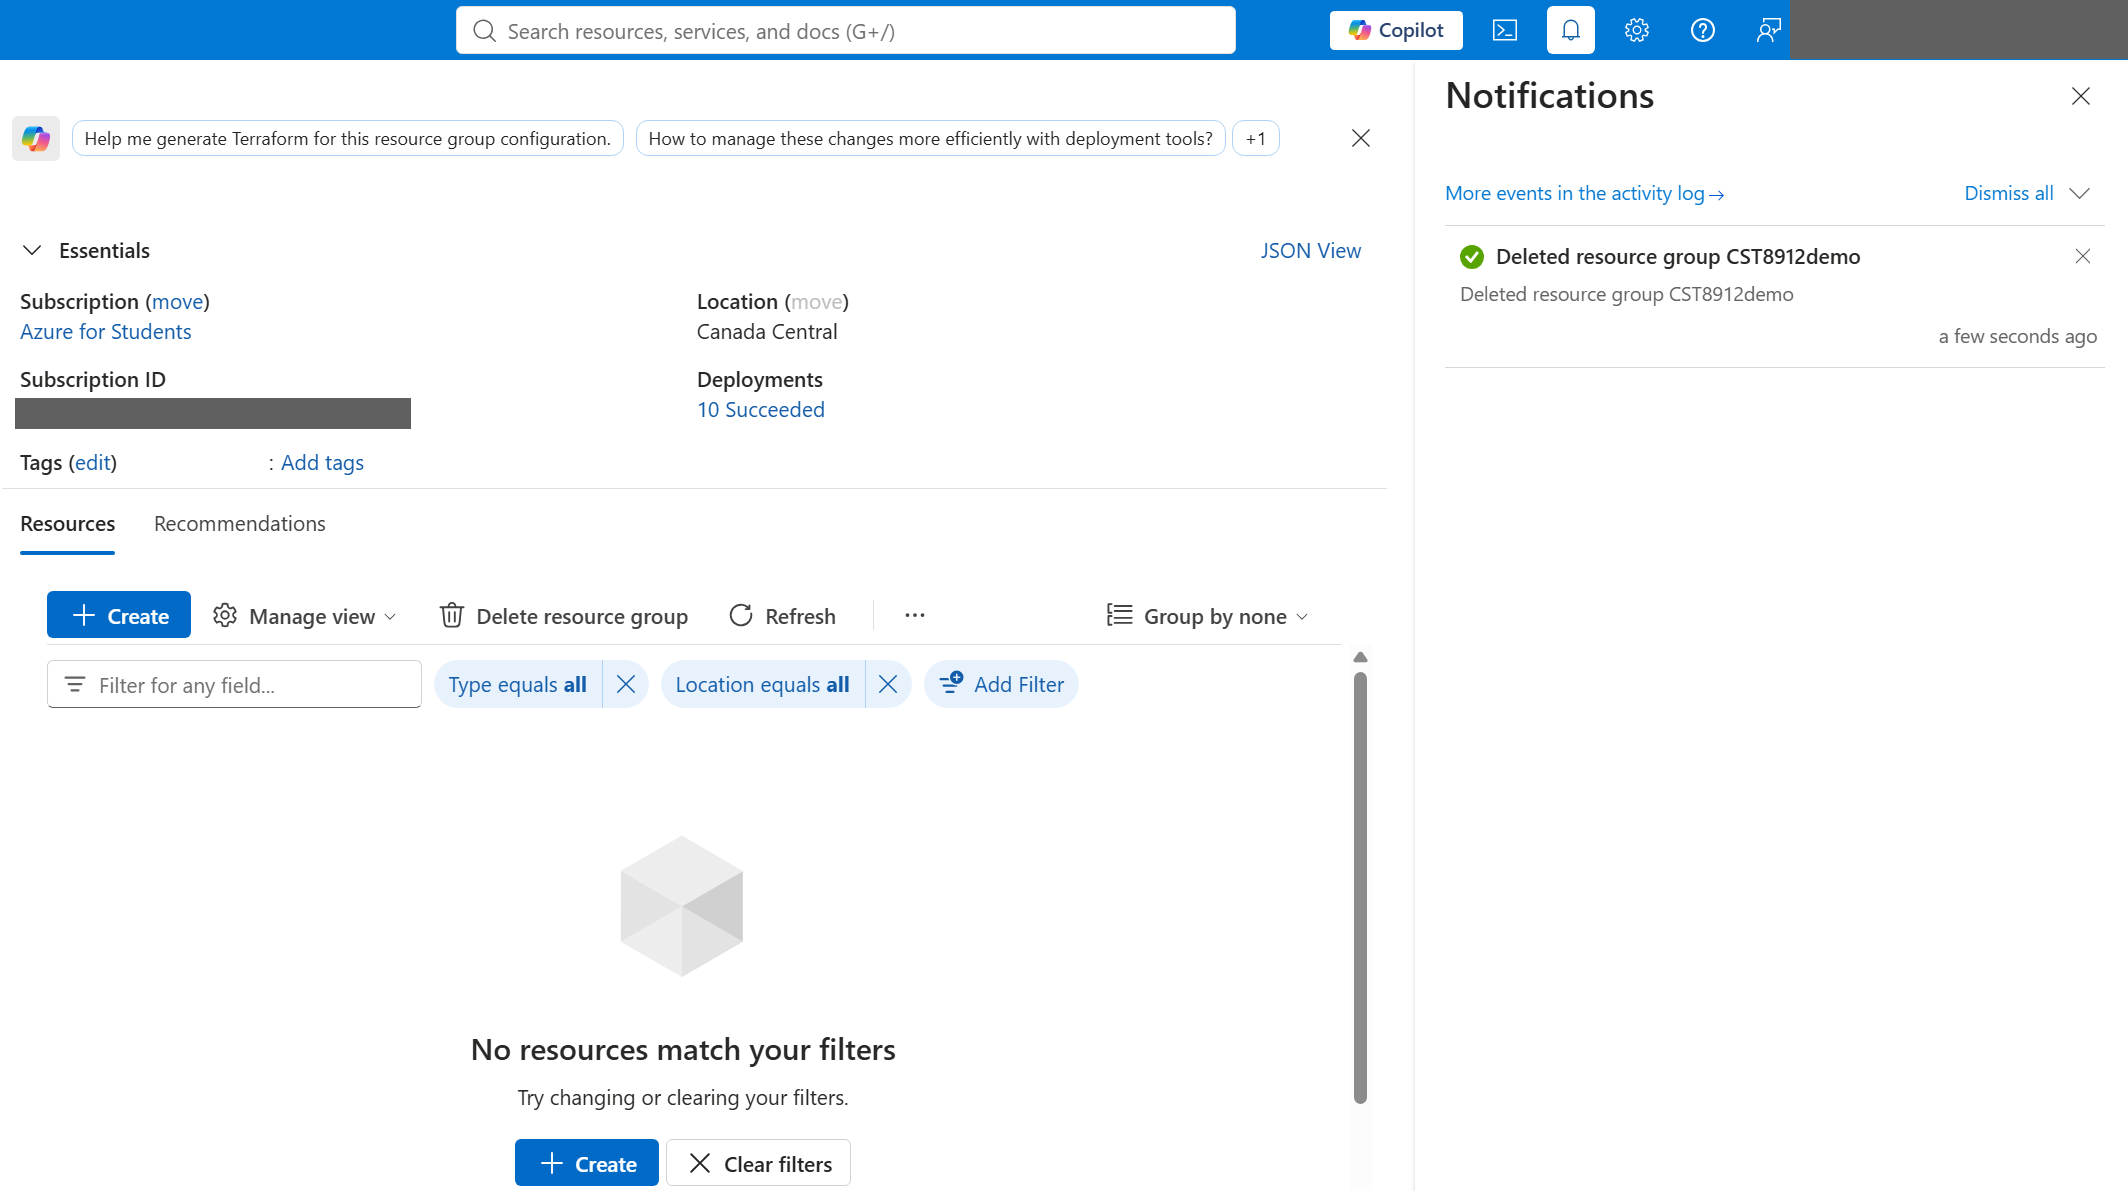 Search resources, services, and docs (G+/)
Copilot
Help me generate Terraform for this resource group configuration.
How to manage these changes more efficiently with deployment tools?
+1
Essentials
JSON View
Subscription (move)
Azure for Students
Location (move)
Canada Central
Subscription ID
Deployments
10 Succeeded
Tags (edit)
: Add tags
Resources
Recommendations
Create
Manage view
Delete resource group
Refresh
...
Group by none
Filter for any field...
Type equals all
Location equals all
Add Filter
No resources match your filters
Try changing or clearing your filters.
Create
Clear filters
Notifications
More events in the activity log→
Dismiss all
Deleted resource group CST8912demo
Deleted resource group CST8912demo
a few seconds ago